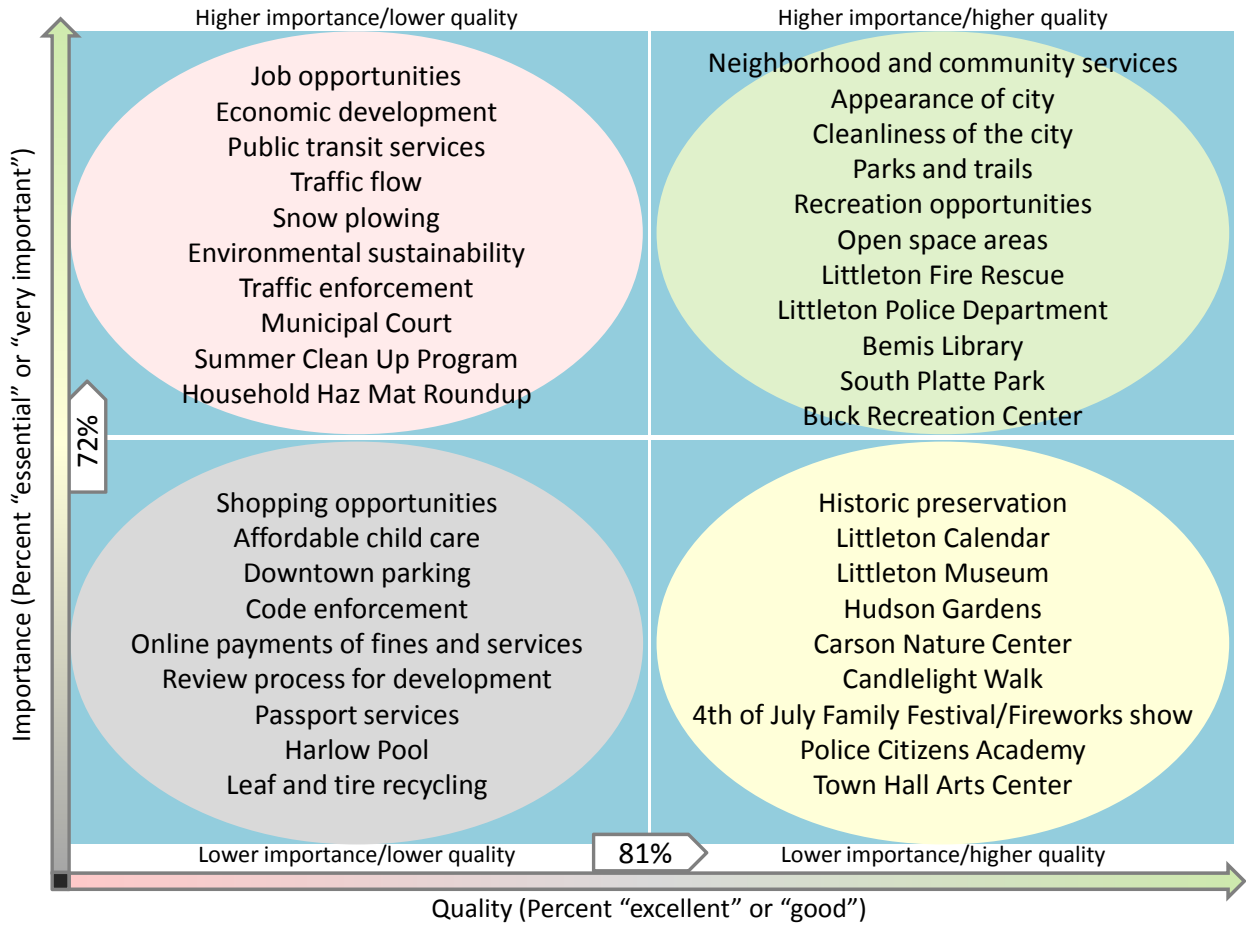 Higher importance/lower quality
Higher importance/higher quality
Job opportunities
Economic development
Public transit services
Traffic flow
Snow plowing
Environmental sustainability
Traffic enforcement
Municipal Court
Summer Clean Up Program
Household Haz Mat Roundup
Neighborhood and community services
Appearance of city
Cleanliness of the city
Parks and trails
Recreation opportunities
Open space areas
Littleton Fire Rescue
Littleton Police Department
Bemis Library
South Platte Park
Buck Recreation Center
Importance (Percent “essential” or “very important”)
72%
Shopping opportunities
Affordable child care
Downtown parking
Code enforcement
Online payments of fines and services
Review process for development
Passport services
Harlow Pool
Leaf and tire recycling
Historic preservation
Littleton Calendar
Littleton Museum
Hudson Gardens
Carson Nature Center
Candlelight Walk
4th of July Family Festival/Fireworks show
Police Citizens Academy
Town Hall Arts Center
Lower importance/lower quality
81%
Lower importance/higher quality
Quality (Percent “excellent” or “good”)